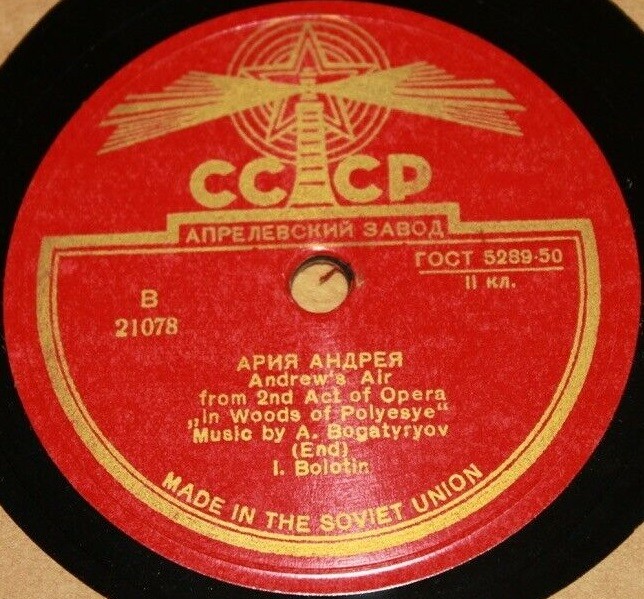 СССР
АПРЕЛЕВСКИЙ ЗАВОД
ГОСТ 5289-50
II кл.
В
21078
АРИЯ АНДРЕЯ
Andrew's Air
from 2nd Act of Opera
„In Woods of Polyesye"
Music by A. Bogatyryov
(End)
I. Bolotin
MADE IN THE SOVIET UNION